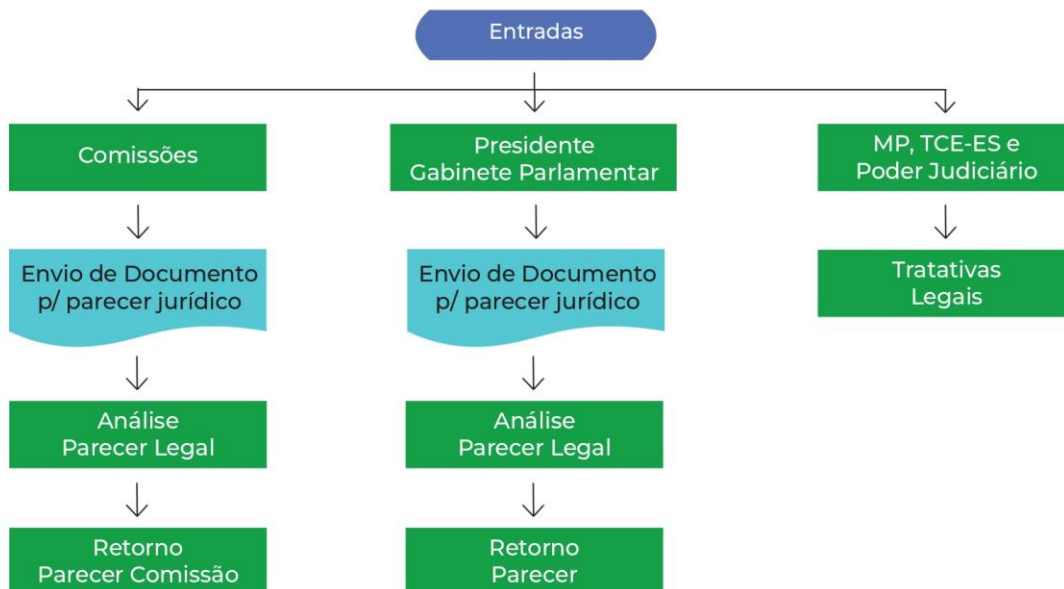 Entradas
Comissões
Presidente
Gabinete Parlamentar
MP, TCE-ES e
Poder Judiciário
Envio de Documento
p/ parecer jurídico
Envio de Documento
p/ parecer jurídico
Tratativas
Legais
Análise
Parecer Legal
Análise
Parecer Legal
Retorno
Parecer Comissão
Retorno
Parecer